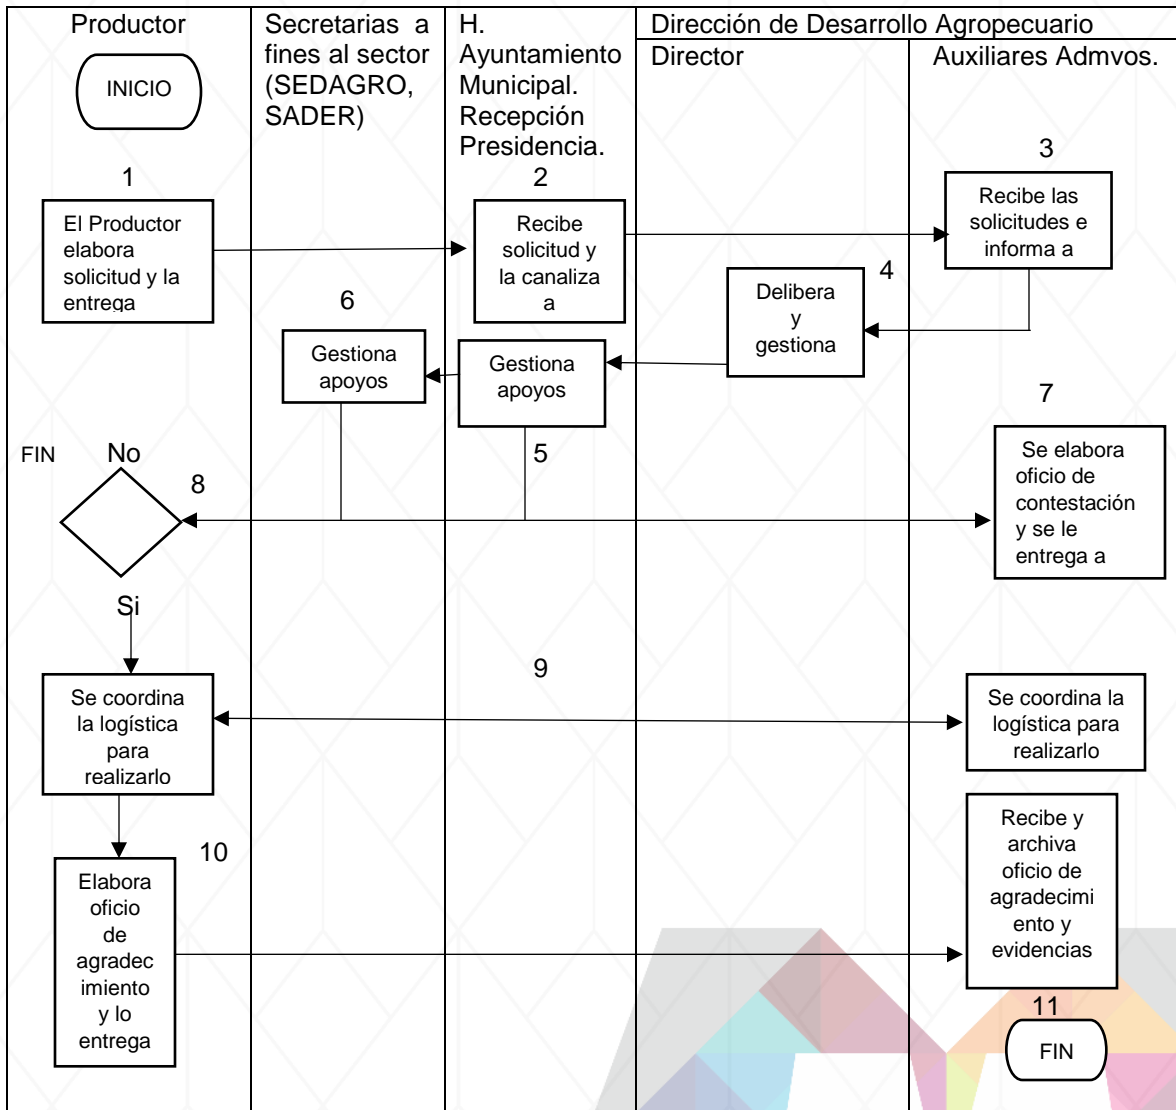 Productor
INICIO
Secretarias a
fines al sector
(SEDAGRO,
SADER)
H.
Ayuntamiento
Municipal.
Recepción
Presidencia.
Dirección de Desarrollo Agropecuario
Director
Auxiliares Admvos.
1
El Productor
elabora
solicitud y la
entrega
2
Recibe
solicitud y
la canaliza
a
3
Recibe las
solicitudes e
informa a
4
Delibera
y
gestiona
6
Gestiona
apoyos
Gestiona
apoyos
5
7
Se elabora
oficio de
contestación
y se le
entrega a
FIN
No
8
Si
9
Se coordina
la logística
para
realizarlo
Se coordina la
logística para
realizarlo
10
Elabora
oficio
de
agradec
imiento
y lo
entrega
Recibe y
archiva
oficio de
agradecimi
ento y
evidencias
11
FIN